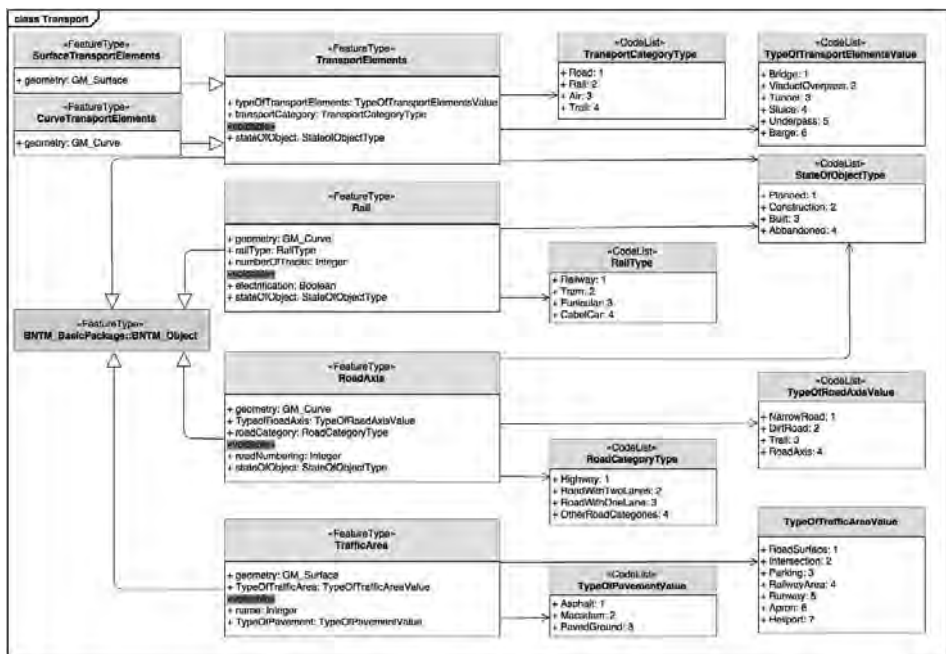 class Transport
«FeatureType»
SurfaceTransportElements
+ geometry: GM_Surface
«FeatureType»
CurveTransportElements
+ geometry: GM_Curve
«FeatureType»
TransportElements
+ typeOfTransportElements: TypeOfTransportElementsValue
+ transportCategory: TransportCategoryType
«voidable»
+ stateOfObject: StateofObjectType
«CodeList»
TransportCategoryType
+ Road: 1
+ Rail: 2
+ Air: 3
+ Trail: 4
«CodeList»
TypeOfTransportElementsValue
+ Bridge: 1
+ ViaductOverpass: 2
+ Tunnel: 3
+ Sluice: 4
+ Underpass: 5
+ Barge: 6
«CodeList»
StateOfObjectType
+ Planned: 1
+ Construction: 2
+ Built: 3
+ Abbandoned: 4
«FeatureType»
Rail
+ geometry: GM_Curve
+ railType: RailType
+ numberOfTracks: Integer
«voidable»
+ electrification: Boolean
+ stateOfObject: StateOfObjectType
«CodeList»
RailType
+ Railway: 1
+ Tram: 2
+ Funicular: 3
+ CabelCar: 4
«FeatureType»
BNTM_BasicPackage::BNTM_Object
«FeatureType»
RoadAxis
+ geometry: GM_Curve
+ TypeofRoadAxis: TypeOfRoadAxisValue
+ roadCategory: RoadCategoryType
«voidable»
+ roadNumbering: Integer
+ stateOfObject: StateOfObjectType
«CodeList»
TypeOfRoadAxisValue
+ NarrowRoad: 1
+ DirtRoad: 2
+ Trail: 3
+ RoadAxis: 4
«CodeList»
RoadCategoryType
+ Highway: 1
+ RoadWithTwoLanes: 2
+ RoadWithOneLane: 3
+ OtherRoadCategories: 4
«FeatureType»
TrafficArea
+ geometry: GM_Surface
+ TypeOfTrafficArea: TypeOfTrafficAreaValue
«voidable»
+ name: Integer
+ TypeOfPavement: TypeOfPavementValue
«CodeList»
TypeOfPavementValue
+ Asphalt: 1
+ Macadam: 2
+ PavedGround: 3
TypeOfTrafficAreaValue
+ RoadSurface: 1
+ Intersection: 2
+ Parking: 3
+ RailwayArea: 4
+ Runway: 5
+ Apron: 6
+ Heliport: 7